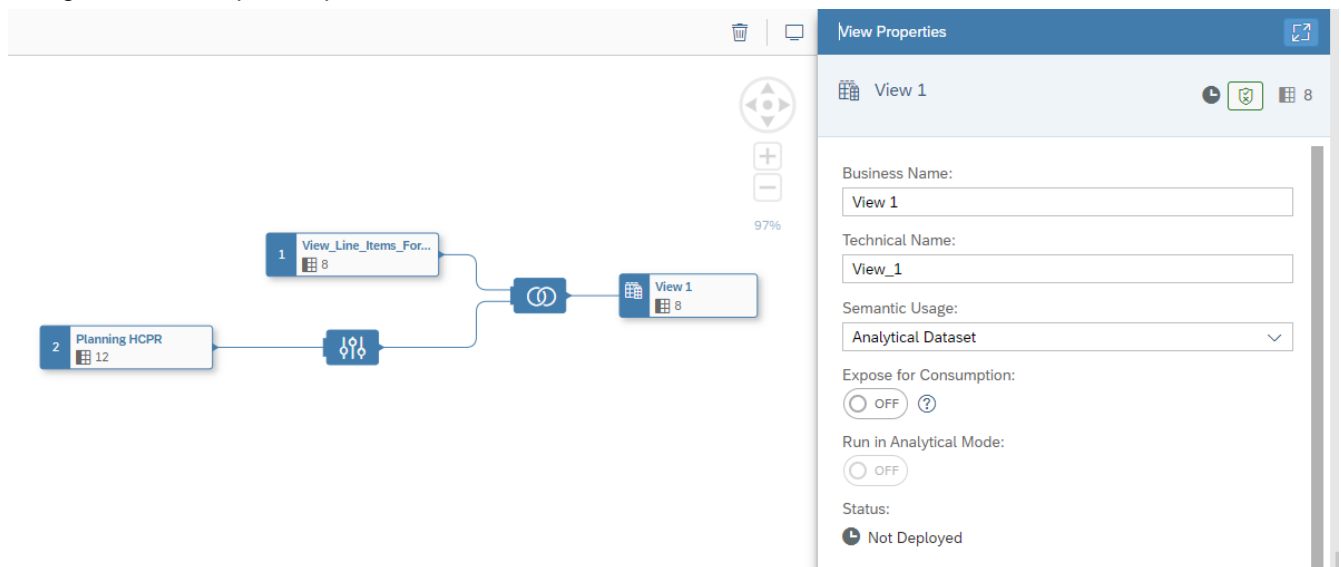 View Properties
View 1
8
Business Name:
View 1
Technical Name:
View_1
Semantic Usage:
Analytical Dataset
Expose for Consumption:
OFF
?
Run in Analytical Mode:
OFF
Status:
Not Deployed
97%
1
View_Line_Items_For...
8
View 1
8
2
Planning HCPR
12